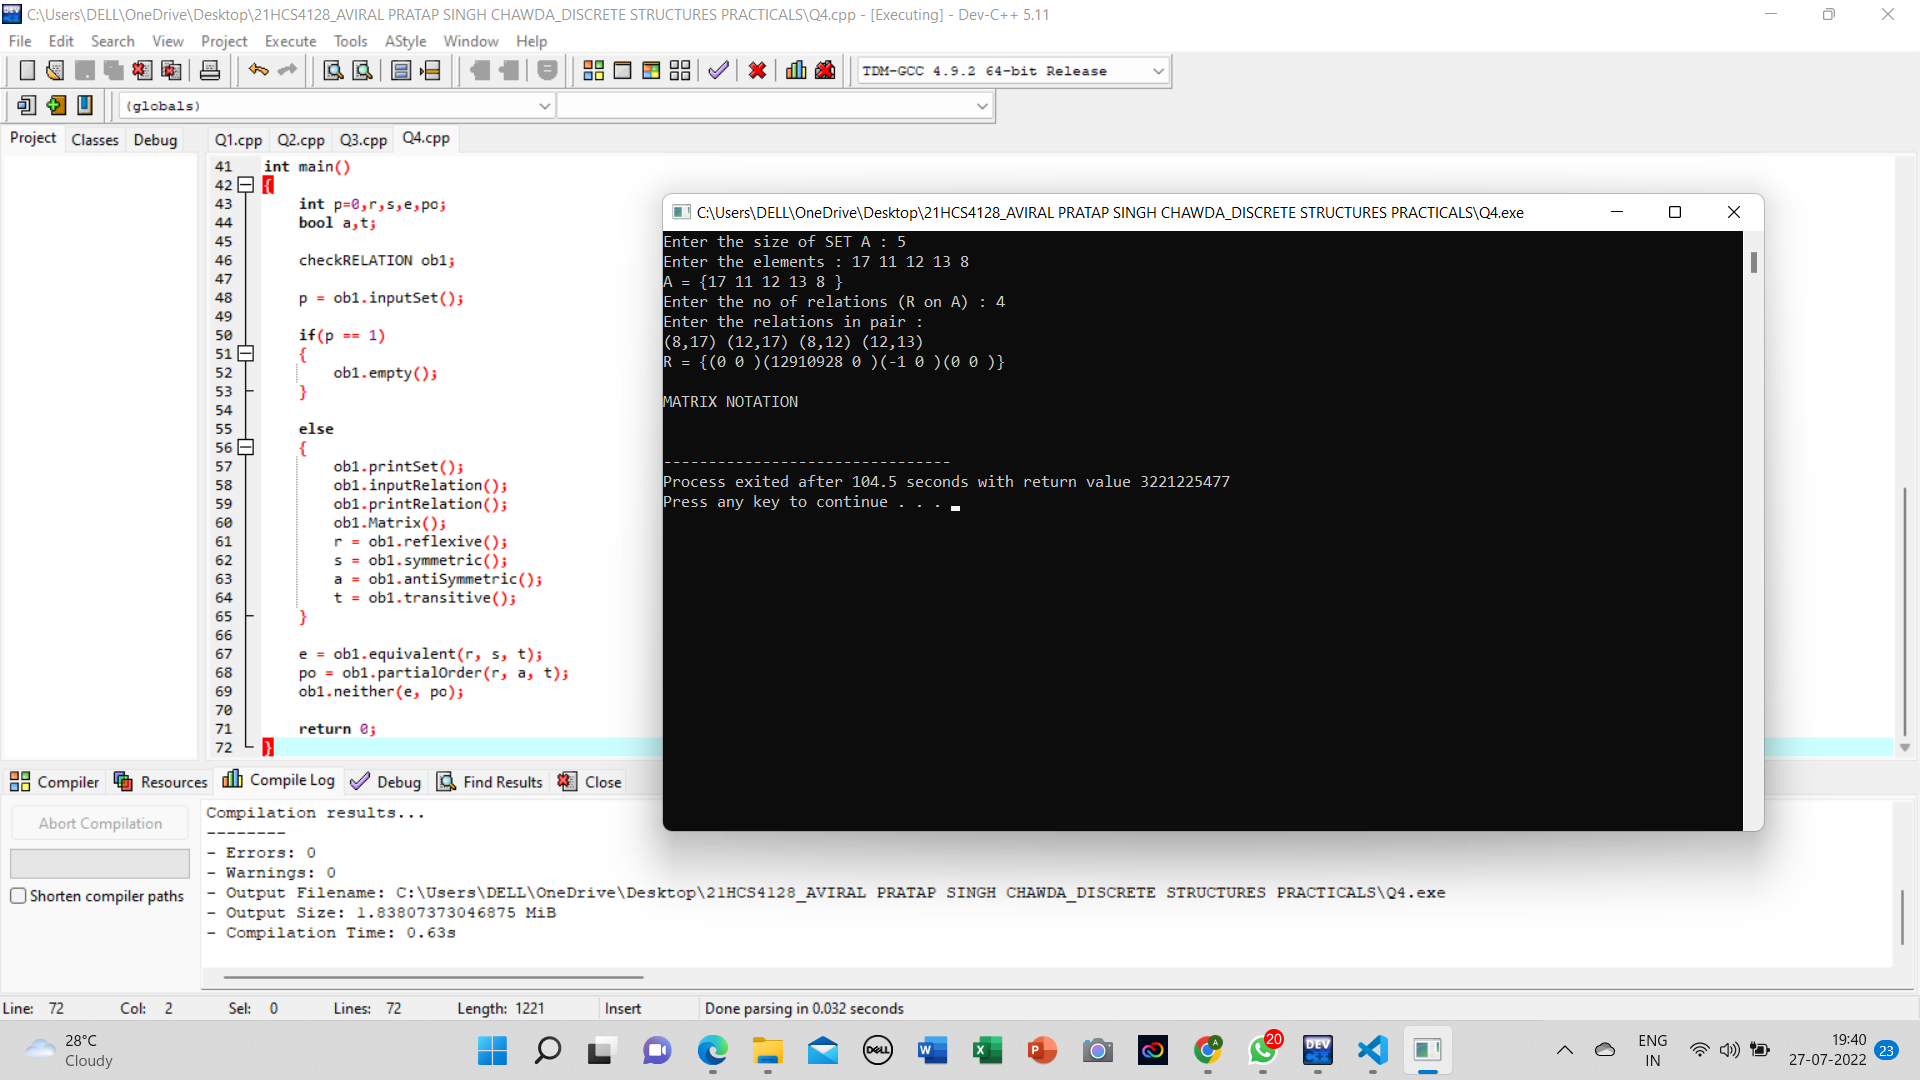 C:\Users\DELL\OneDrive\Desktop\21HCS4128_AVIRAL PRATAP SINGH CHAWDA_DISCRETE STRUCTURES PRACTICALS\Q4.cpp - [Executing] - Dev-C++ 5.11
File Edit Search View Project Execute Tools AStyle Window Help
TDM-GCC 4.9.2 64-bit Release
(globals)
Project Classes Debug Q1.cpp Q2.cpp Q3.cpp Q4.cpp
41 int main()
42 {
43 int p=0,r,s,e,po;
44 bool a,t;
45
46 checkRELATION ob1;
47
48 p = ob1.inputSet();
49
50 if(p == 1)
51 {
52 ob1.empty();
53 }
54
55 else
56 {
57 ob1.printSet();
58 ob1.inputRelation();
59 ob1.printRelation();
60 ob1.Matrix();
61 r = ob1.reflexive();
62 s = ob1.symmetric();
63 a = ob1.antiSymmetric();
64 t = ob1.transitive();
65 }
66
67 e = ob1.equivalent(r, s, t);
68 po = ob1.partialOrder(r, a, t);
69 ob1.neither(e, po);
70
71 return 0;
72 }
C:\Users\DELL\OneDrive\Desktop\21HCS4128_AVIRAL PRATAP SINGH CHAWDA_DISCRETE STRUCTURES PRACTICALS\Q4.exe
Enter the size of SET A : 5
Enter the elements : 17 11 12 13 8
A = {17 11 12 13 8 }
Enter the no of relations (R on A) : 4
Enter the relations in pair :
(8,17) (12,17) (8,12) (12,13)
R = {(0 0 )(12910928 0 )(-1 0 )(0 0 )}
MATRIX NOTATION
--------------------------------
Process exited after 104.5 seconds with return value 3221225477
Press any key to continue . . .
Compiler Resources Compile Log Debug Find Results Close
Abort Compilation
Shorten compiler paths
Compilation results...
--------
- Errors: 0
- Warnings: 0
- Output Filename: C:\Users\DELL\OneDrive\Desktop\21HCS4128_AVIRAL PRATAP SINGH CHAWDA_DISCRETE STRUCTURES PRACTICALS\Q4.exe
- Output Size: 1.83807373046875 MiB
- Compilation Time: 0.63s
Line: 72 Col: 2 Sel: 0 Lines: 72 Length: 1221 Insert Done parsing in 0.032 seconds
28°C
Cloudy
DELL
20
DEV
ENG
IN
19:40
27-07-2022
23